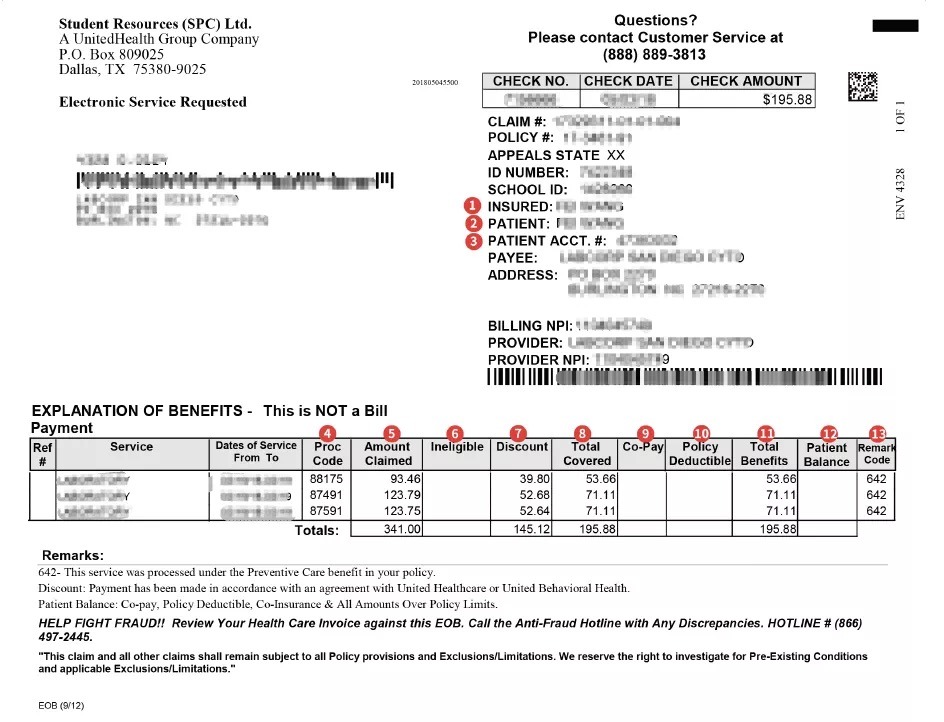 Student Resources (SPC) Ltd.
A UnitedHealth Group Company
P.O. Box 809025
Dallas, TX 75380-9025
Electronic Service Requested
Questions?
Please contact Customer Service at
(888) 889-3813
201805045500
CHECK NO. CHECK DATE CHECK AMOUNT
$195.88
1 OF 1
ENV 4328
CLAIM #:
POLICY #:
APPEALS STATE XX
ID NUMBER:
SCHOOL ID:
1 INSURED:
2 PATIENT:
3 PATIENT ACCT. #:
PAYEE:
ADDRESS:
BILLING NPI:
PROVIDER:
PROVIDER NPI:
EXPLANATION OF BENEFITS - This is NOT a Bill
Payment
4 5 6 7 8 9 10 11 12 13
Ref # Service Dates of Service From To Proc Code Amount Claimed Ineligible Discount Total Covered Co-Pay Policy Deductible Total Benefits Patient Balance Remark Code
88175 93.46 39.80 53.66 53.66 642
87491 123.79 52.68 71.11 71.11 642
87591 123.75 52.64 71.11 71.11 642
Totals: 341.00 145.12 195.88 195.88
Remarks:
642- This service was processed under the Preventive Care benefit in your policy.
Discount: Payment has been made in accordance with an agreement with United Healthcare or United Behavioral Health.
Patient Balance: Co-pay, Policy Deductible, Co-Insurance & All Amounts Over Policy Limits.
HELP FIGHT FRAUD!! Review Your Health Care Invoice against this EOB. Call the Anti-Fraud Hotline with Any Discrepancies. HOTLINE # (866)
497-2445.
"This claim and all other claims shall remain subject to all Policy provisions and Exclusions/Limitations. We reserve the right to investigate for Pre-Existing Conditions
and applicable Exclusions/Limitations."
EOB (9/12)